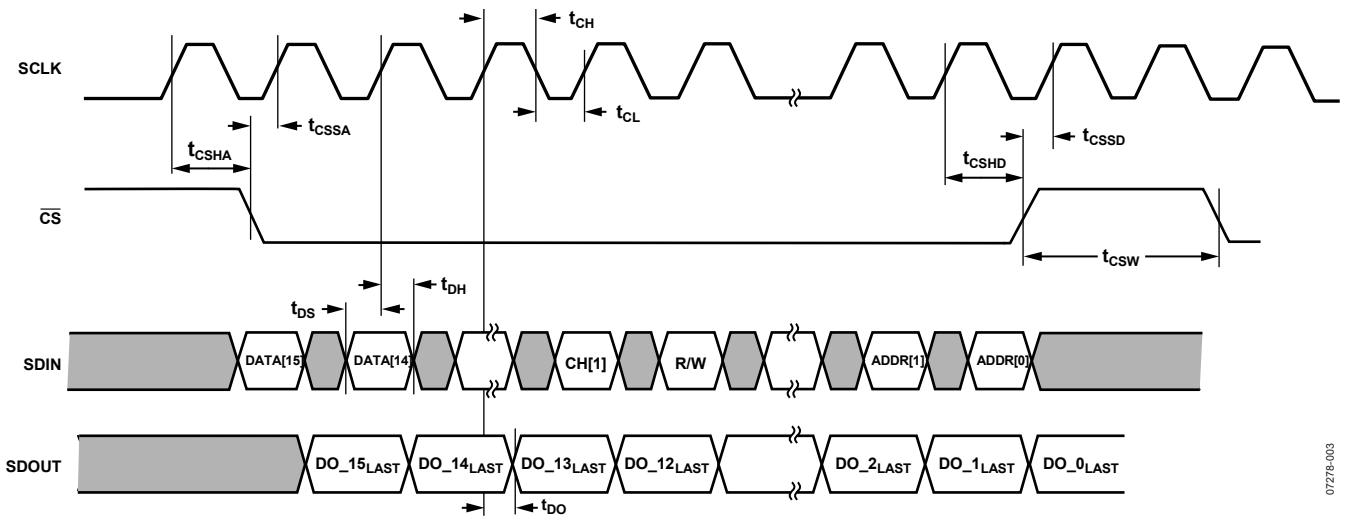 tCH
SCLK
tCSSA
tCL
tCSSD
tCSHA
tCSHD
CS
tCSW
tDH
tDS
SDIN DATA[15] DATA[14] CH[1] R/W ADDR[1] ADDR[0]
SDOUT DO_15LAST DO_14LAST DO_13LAST DO_12LAST DO_2LAST DO_1LAST DO_0LAST
tDO
07278-003